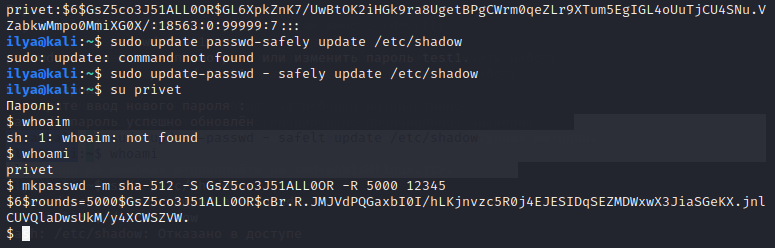 privet:$6$GsZ5co3J51ALL0OR$GL6XpkZnK7/UwBtOK2iHGk9ra8UgetBPgCWrm0qeZLr9XTum5EgIGL4oUuTjCU4SNu.V
ZabkwMmpo0MmiXG0X/:18563:0:99999:7:::
ilya@kali:~$ sudo update passwd-safely update /etc/shadow
sudo: update: command not found
ilya@kali:~$ sudo update-passwd - safely update /etc/shadow
ilya@kali:~$ su privet
Пароль:
$ whoaim
sh: 1: whoaim: not found
$ whoami
privet
$ mkpasswd -m sha-512 -S GsZ5co3J51ALL0OR -R 5000 12345
$6$rounds=5000$GsZ5co3J51ALL0OR$cBr.R.JMJVdPQGaxbI0I/hLKjnvzc5R0j4EJESIDqSEZMDWxwX3JiaSGeKX.jnl
CUVQlaDwsUkM/y4XCWSZVW.
$